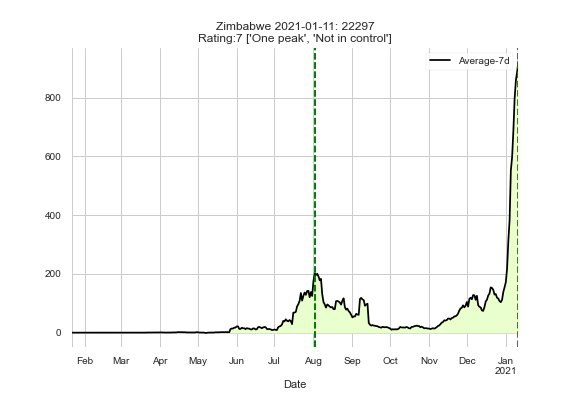 Zimbabwe 2021-01-11: 22297
Rating:7 ['One peak', 'Not in control']
Average-7d
800
600
400
200
0
Feb Mar Apr May Jun Jul Aug Sep Oct Nov Dec Jan
2021
Date